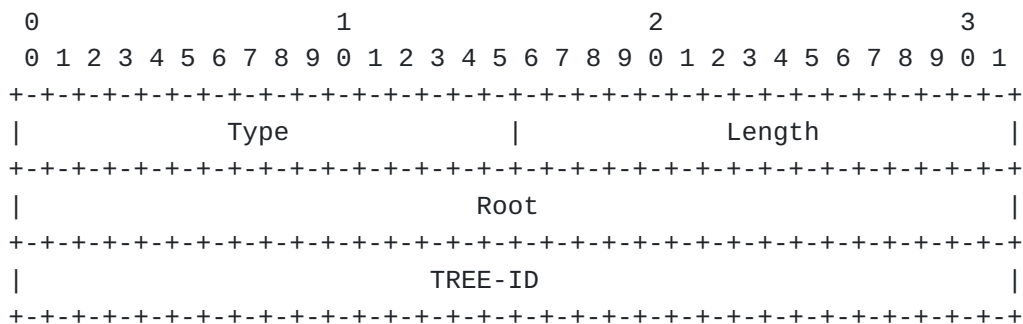 0                   1                   2                   3
 0 1 2 3 4 5 6 7 8 9 0 1 2 3 4 5 6 7 8 9 0 1 2 3 4 5 6 7 8 9 0 1
+-+-+-+-+-+-+-+-+-+-+-+-+-+-+-+-+-+-+-+-+-+-+-+-+-+-+-+-+-+-+-+-+
|             Type              |             Length            |
+-+-+-+-+-+-+-+-+-+-+-+-+-+-+-+-+-+-+-+-+-+-+-+-+-+-+-+-+-+-+-+-+
|                             Root                              |
+-+-+-+-+-+-+-+-+-+-+-+-+-+-+-+-+-+-+-+-+-+-+-+-+-+-+-+-+-+-+-+-+
|                          TREE-ID                              |
+-+-+-+-+-+-+-+-+-+-+-+-+-+-+-+-+-+-+-+-+-+-+-+-+-+-+-+-+-+-+-+-+